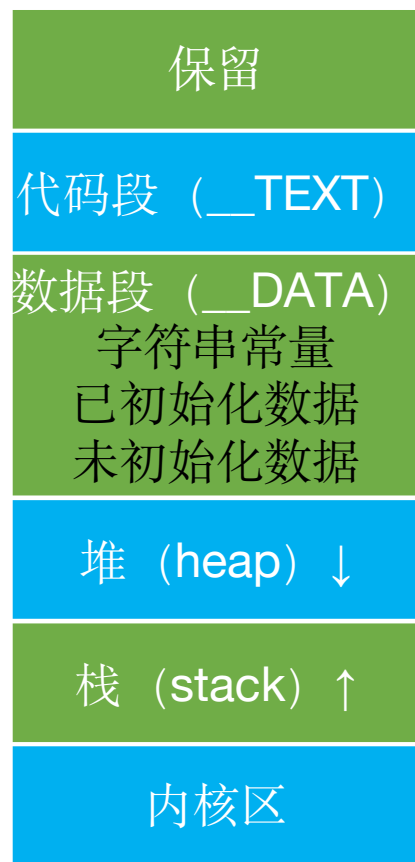 保留
代码段（__TEXT）
数据段（__DATA）
字符串常量
已初始化数据
未初始化数据
堆（heap）↓
栈（stack）↑
内核区